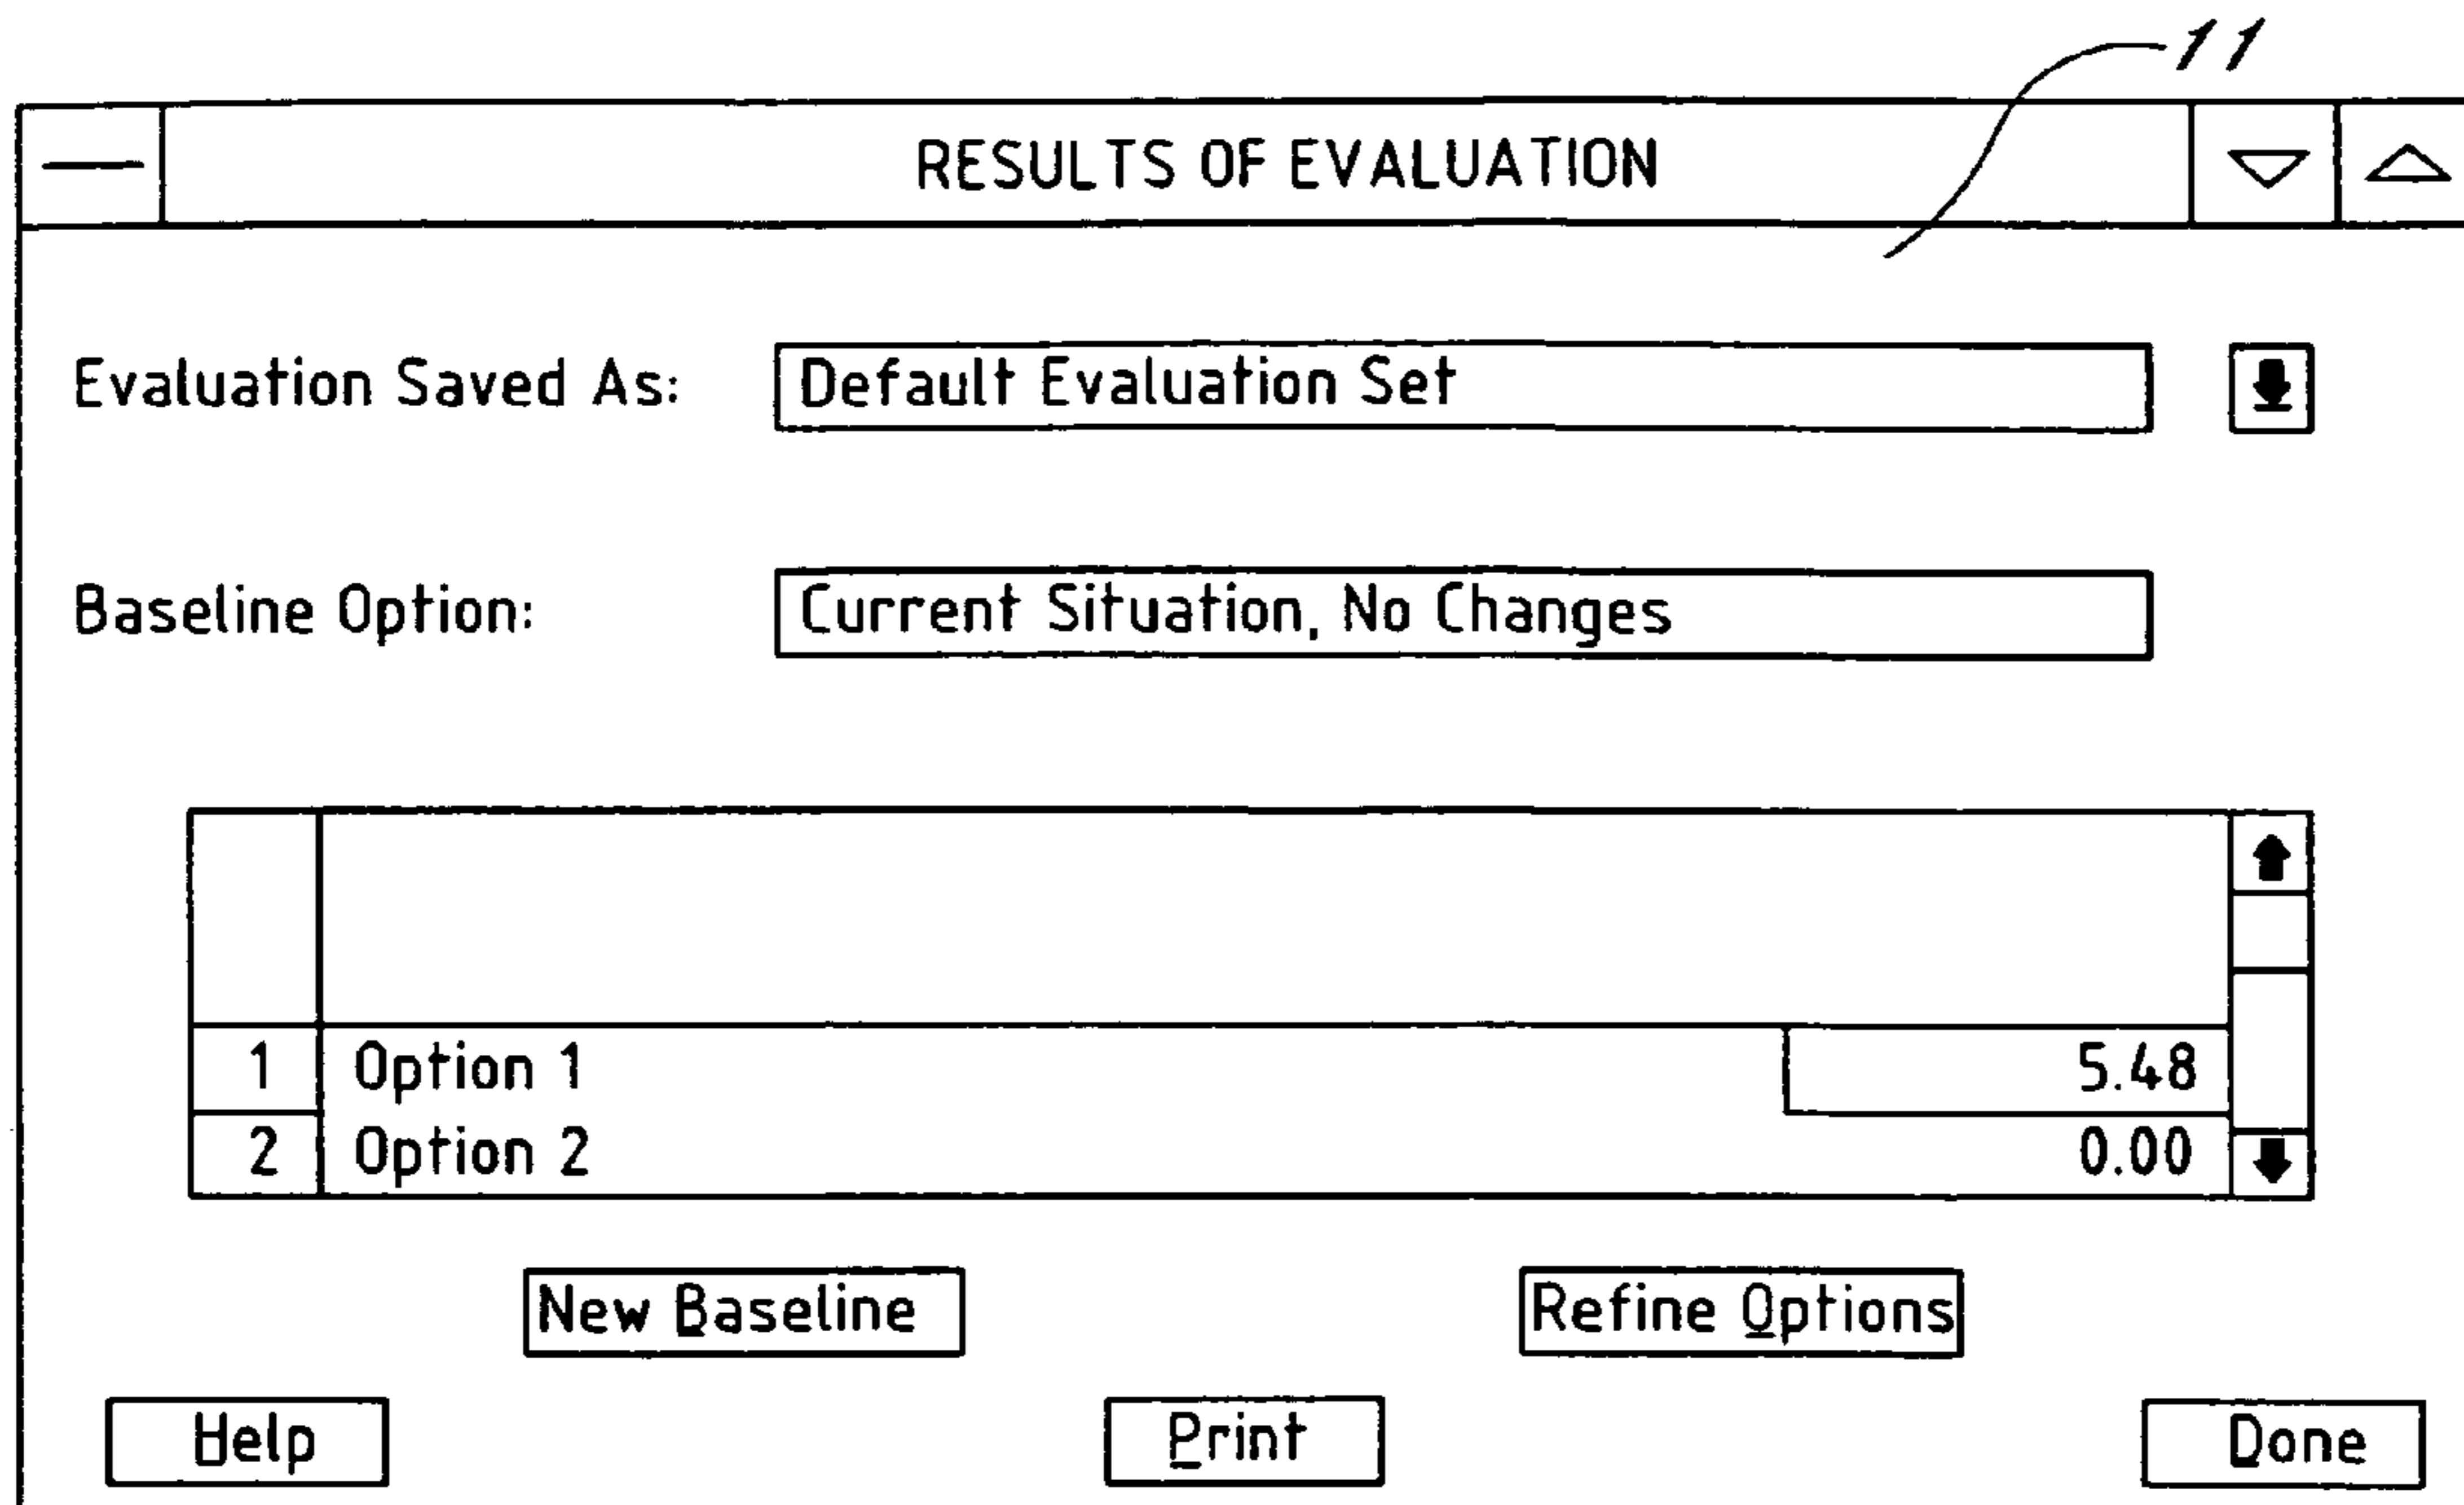 11
RESULTS OF EVALUATION
Evaluation Saved As: Default Evaluation Set
Baseline Option: Current Situation, No Changes
1 Option 1 5.48
2 Option 2 0.00
New Baseline Refine Options
Help Print Done